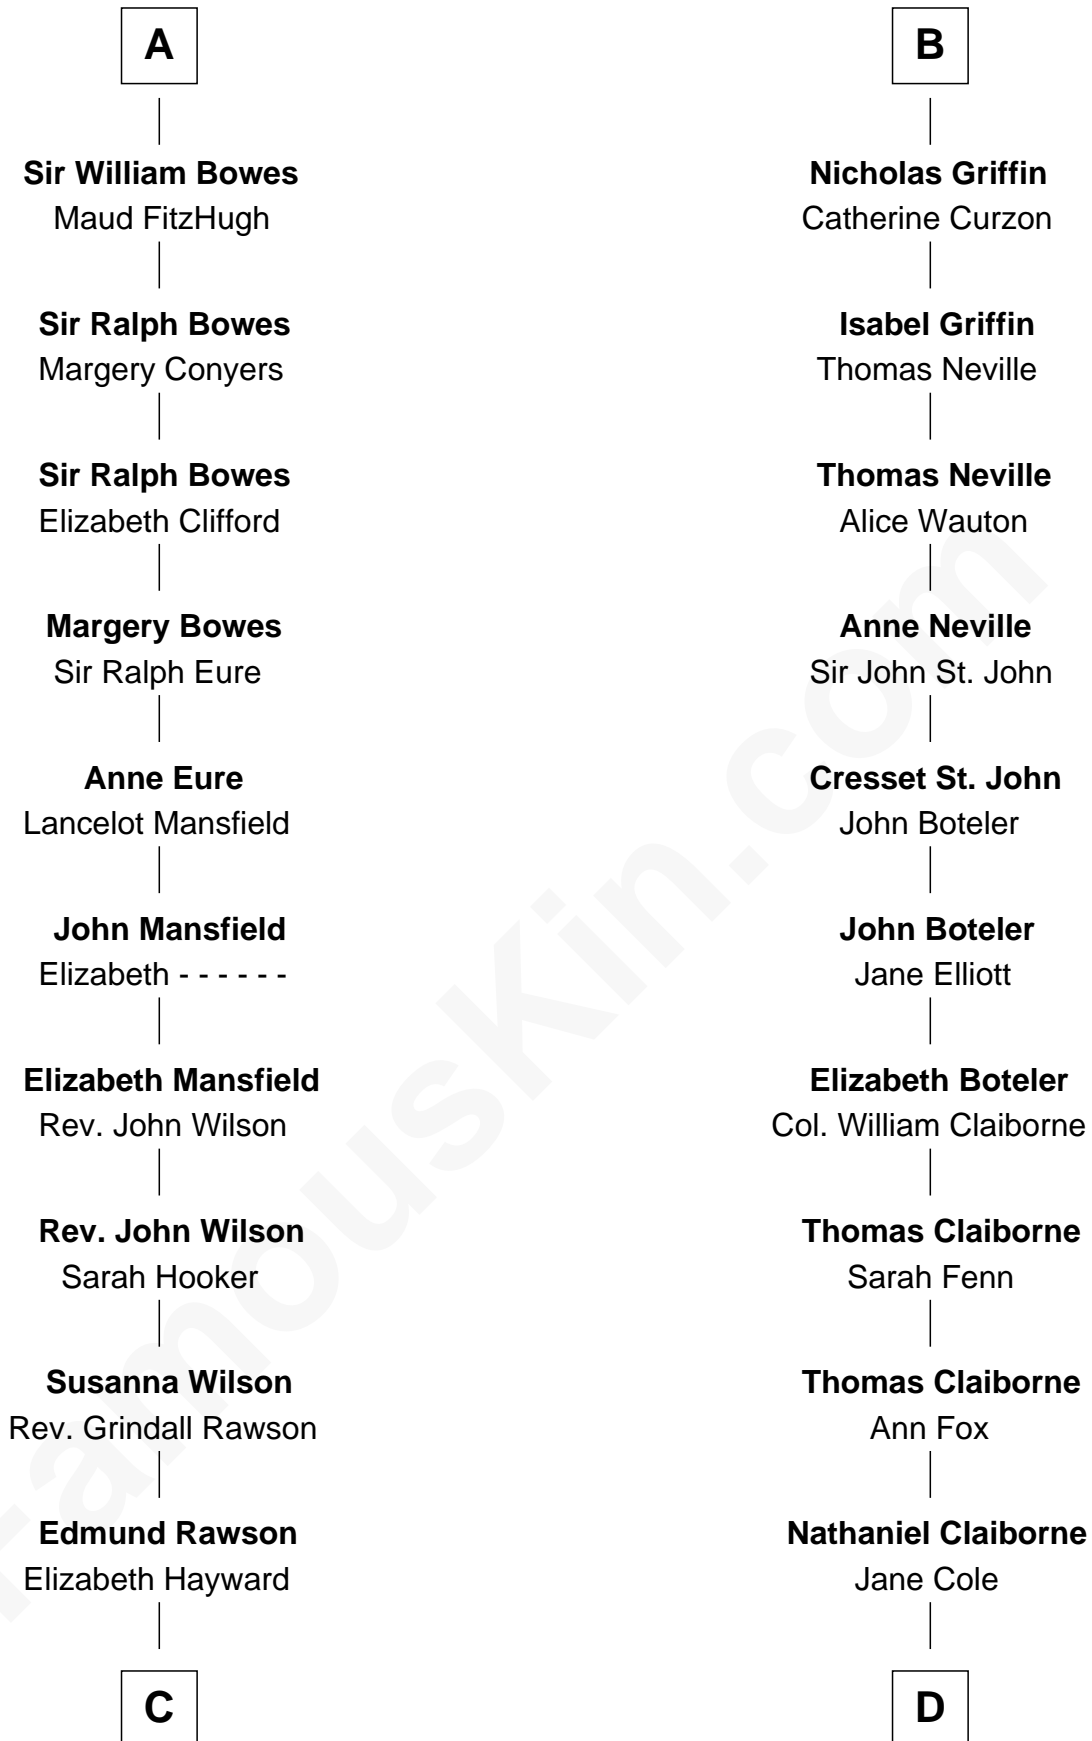 A
Sir William Bowes
Maud FitzHugh
Sir Ralph Bowes
Margery Conyers
Sir Ralph Bowes
Elizabeth Clifford
Margery Bowes
Sir Ralph Eure
Anne Eure
Lancelot Mansfield
John Mansfield
Elizabeth - - - - - -
Elizabeth Mansfield
Rev. John Wilson
Rev. John Wilson
Sarah Hooker
Susanna Wilson
Rev. Grindall Rawson
Edmund Rawson
Elizabeth Hayward
C
B
Nicholas Griffin
Catherine Curzon
Isabel Griffin
Thomas Neville
Thomas Neville
Alice Wauton
Anne Neville
Sir John St. John
Cresset St. John
John Boteler
John Boteler
Jane Elliott
Elizabeth Boteler
Col. William Claiborne
Thomas Claiborne
Sarah Fenn
Thomas Claiborne
Ann Fox
Nathaniel Claiborne
Jane Cole
D
FamousKin.com